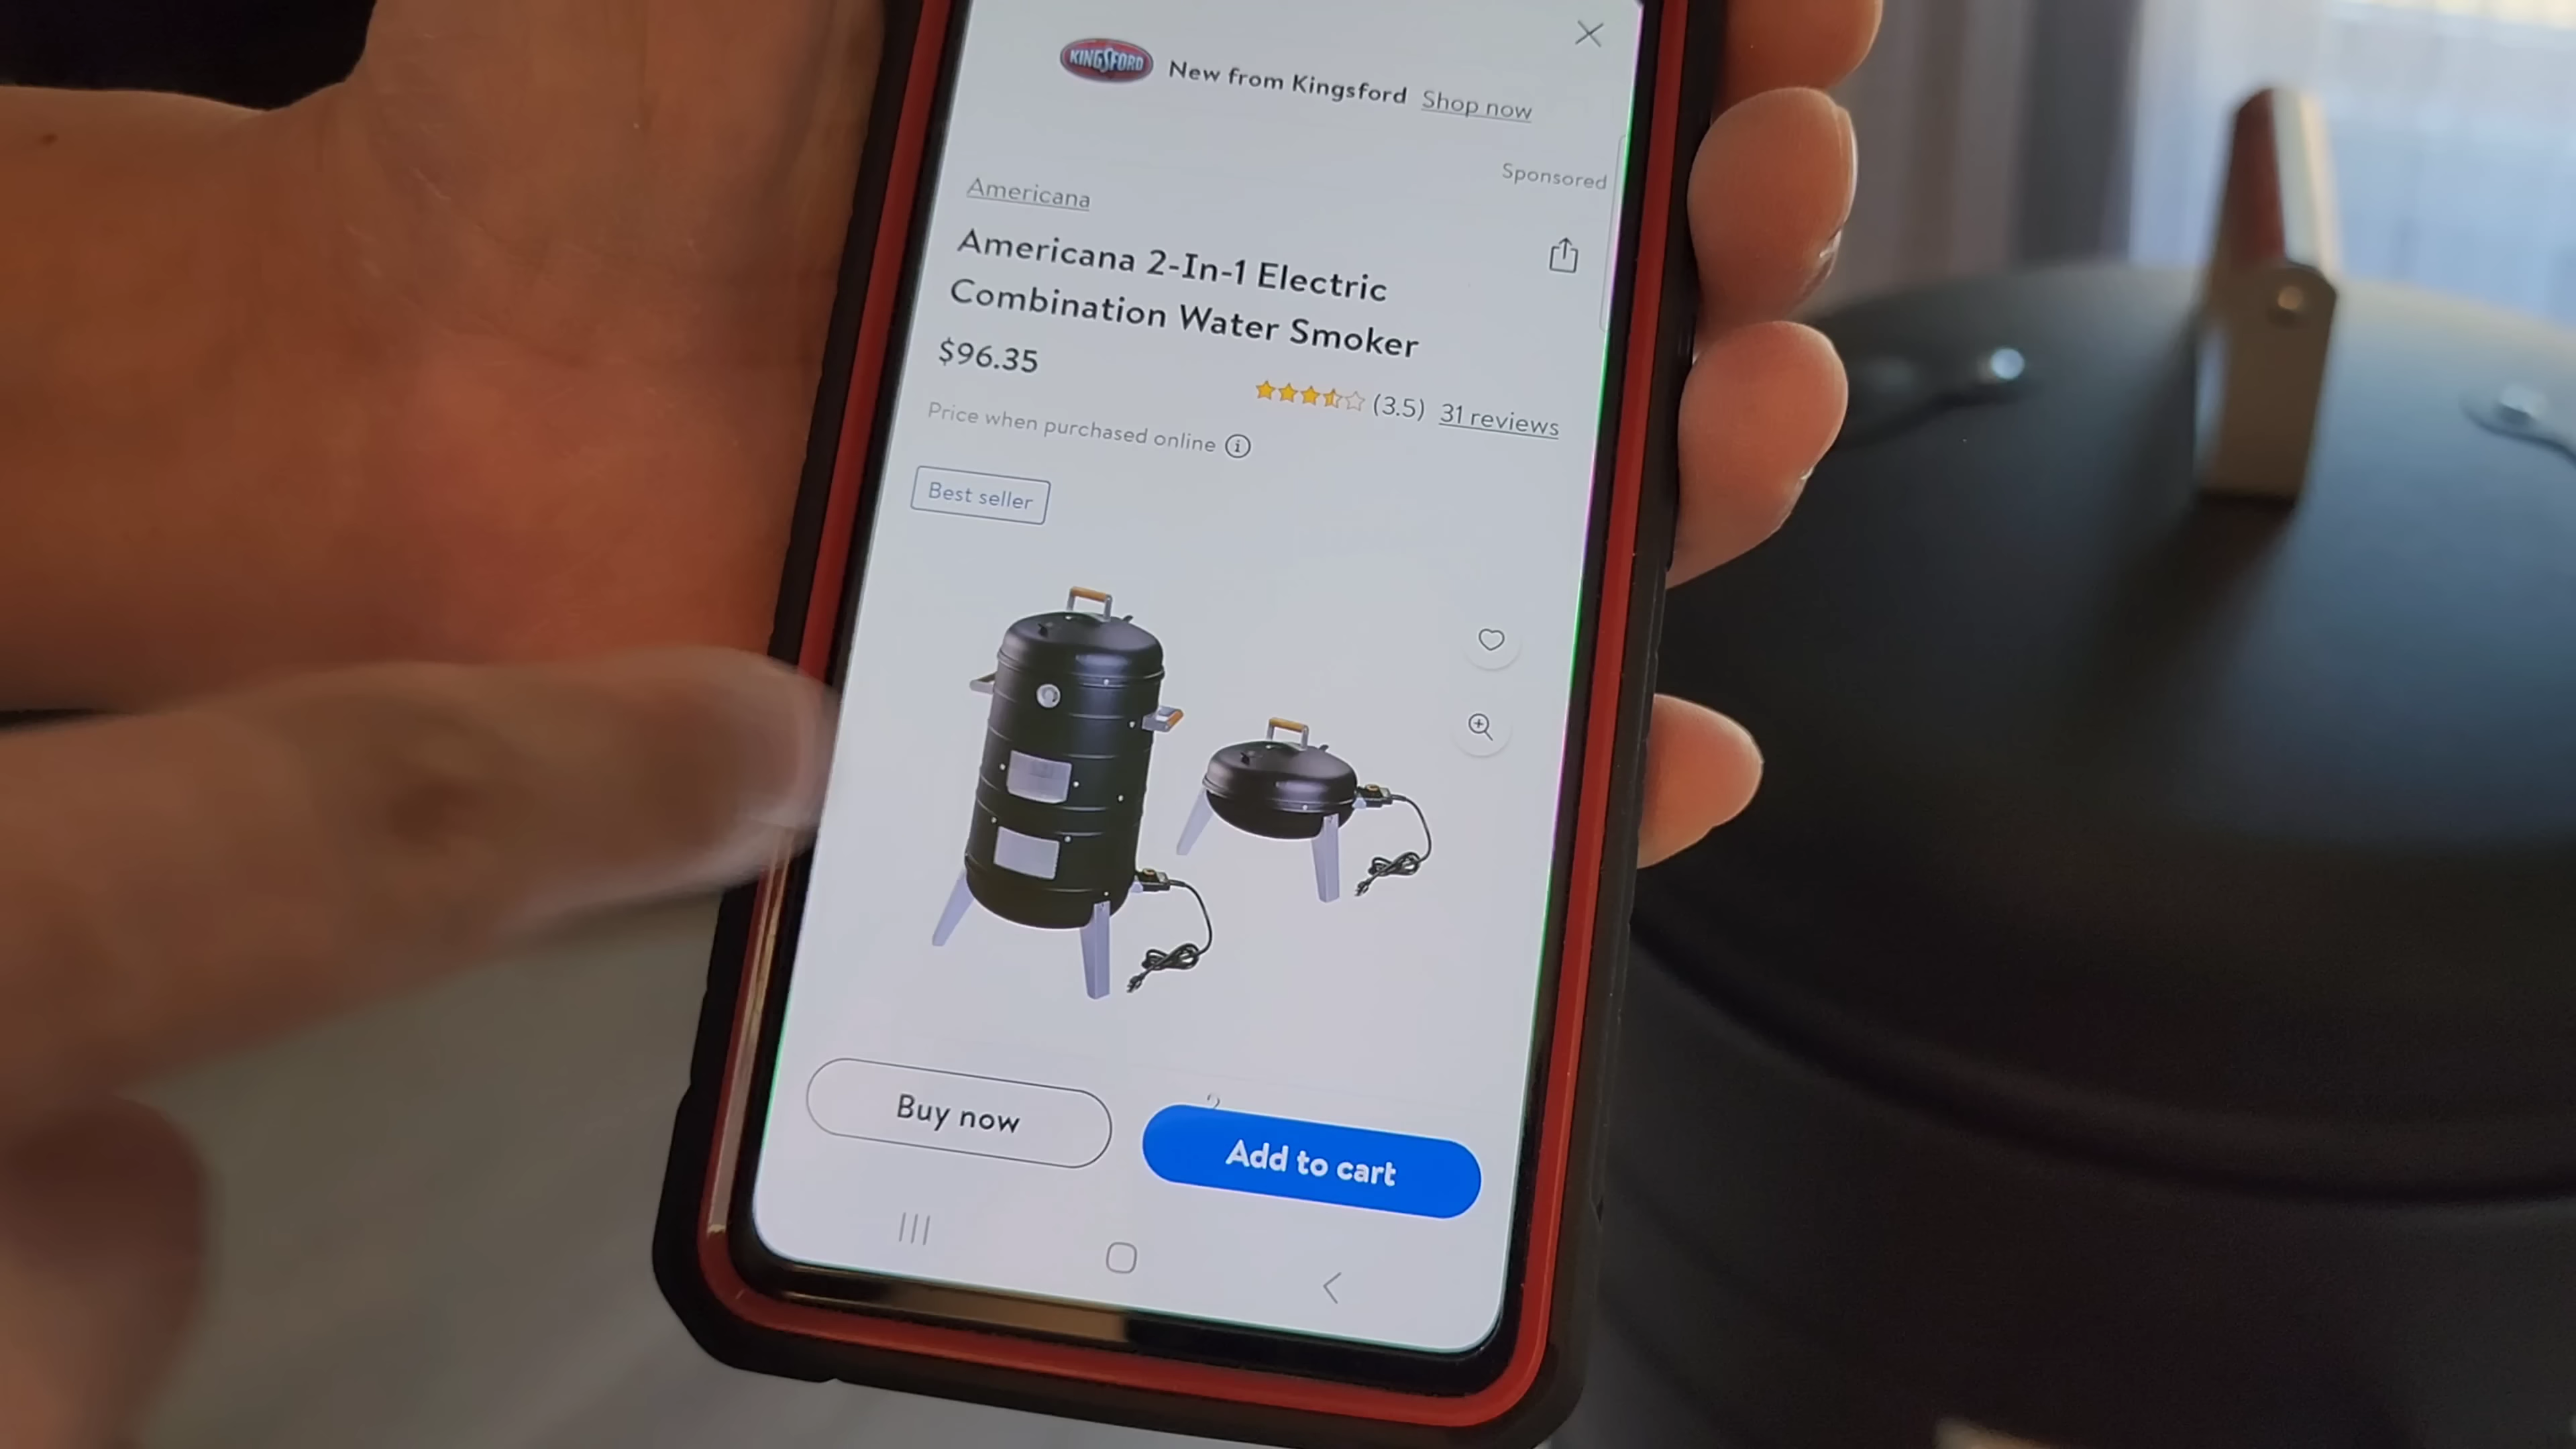 KINGSFORD
New from Kingsford Shop now
Sponsored
Americana
Americana 2-In-1 Electric
Combination Water Smoker
$96.35
(3.5) 31 reviews
Price when purchased online
Best seller
Buy now
Add to cart